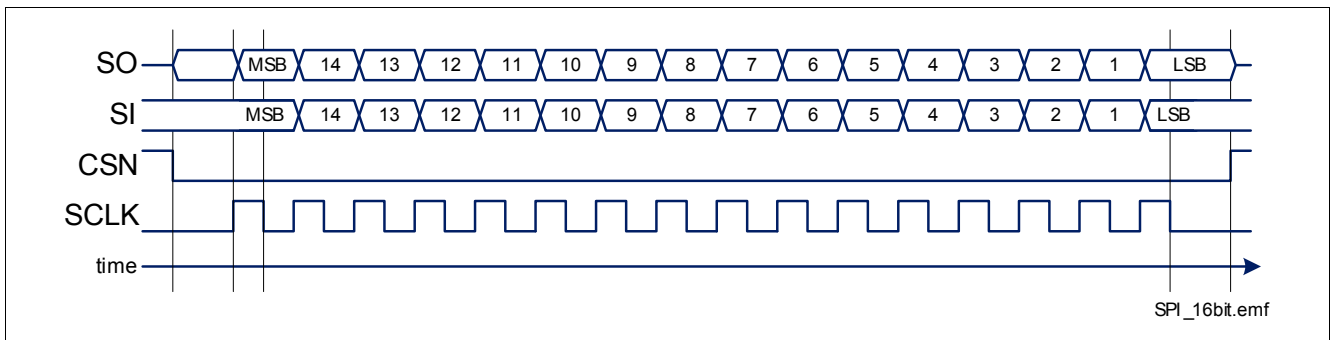 SO MSB 14 13 12 11 10 9 8 7 6 5 4 3 2 1 LSB
SI MSB 14 13 12 11 10 9 8 7 6 5 4 3 2 1 LSB
CSN
SCLK
time
SPI_16bit.emf